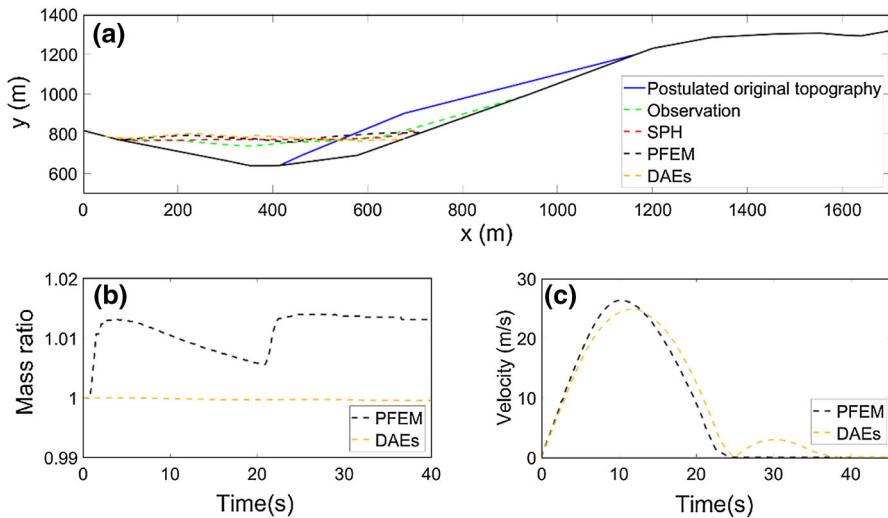 (a)
1400
1200
1000
800
600
y (m)
0 200 400 600 800 1000 1200 1400 1600
x (m)
Postulated original topography
Observation
SPH
PFEM
DAEs
(b)
1.02
1.01
1
0.99
Mass ratio
0 10 20 30 40
Time(s)
PFEM
DAEs
(c)
30
20
10
0
Velocity (m/s)
0 10 20 30 40
Time(s)
PFEM
DAEs